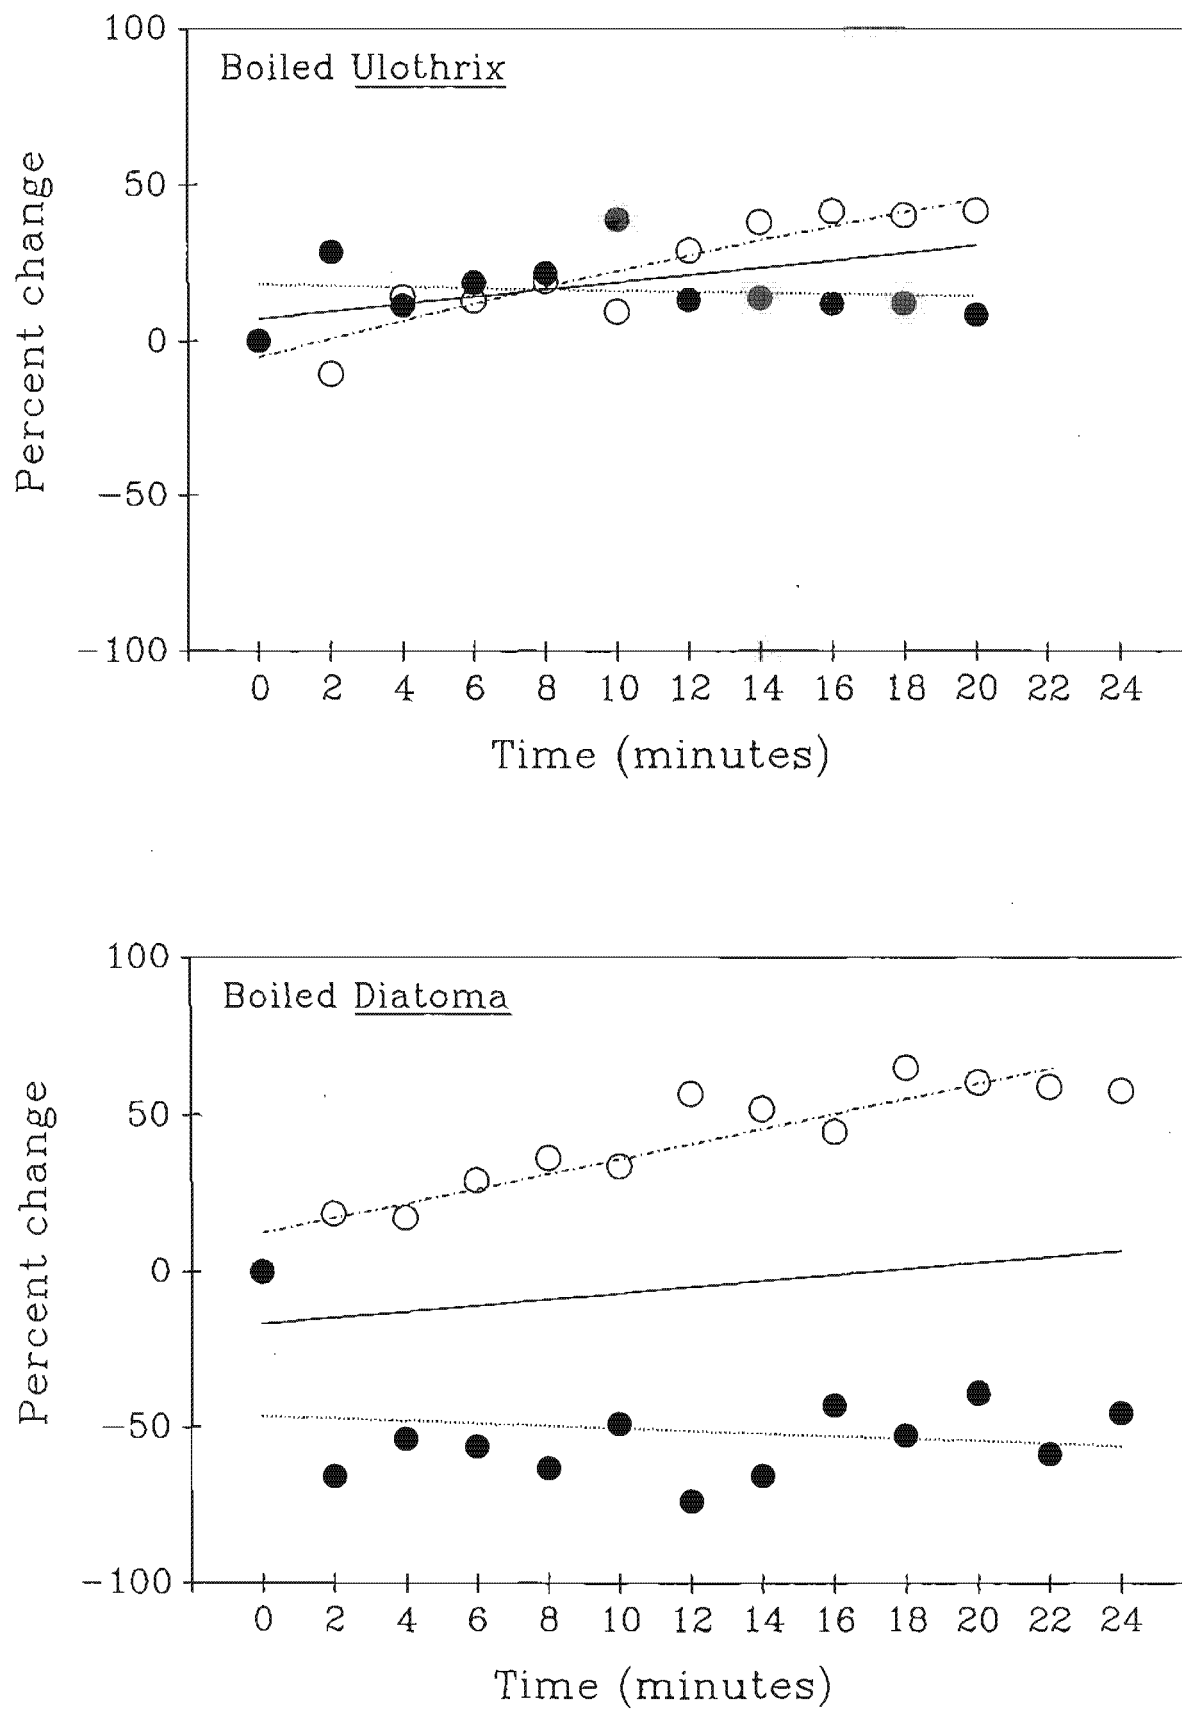 100
Boiled Ulothrix
50
0
−50
−100
Percent change
0 2 4 6 8 10 12 14 16 18 20 22 24
Time (minutes)
100
Boiled Diatoma
50
0
−50
−100
Percent change
0 2 4 6 8 10 12 14 16 18 20 22 24
Time (minutes)